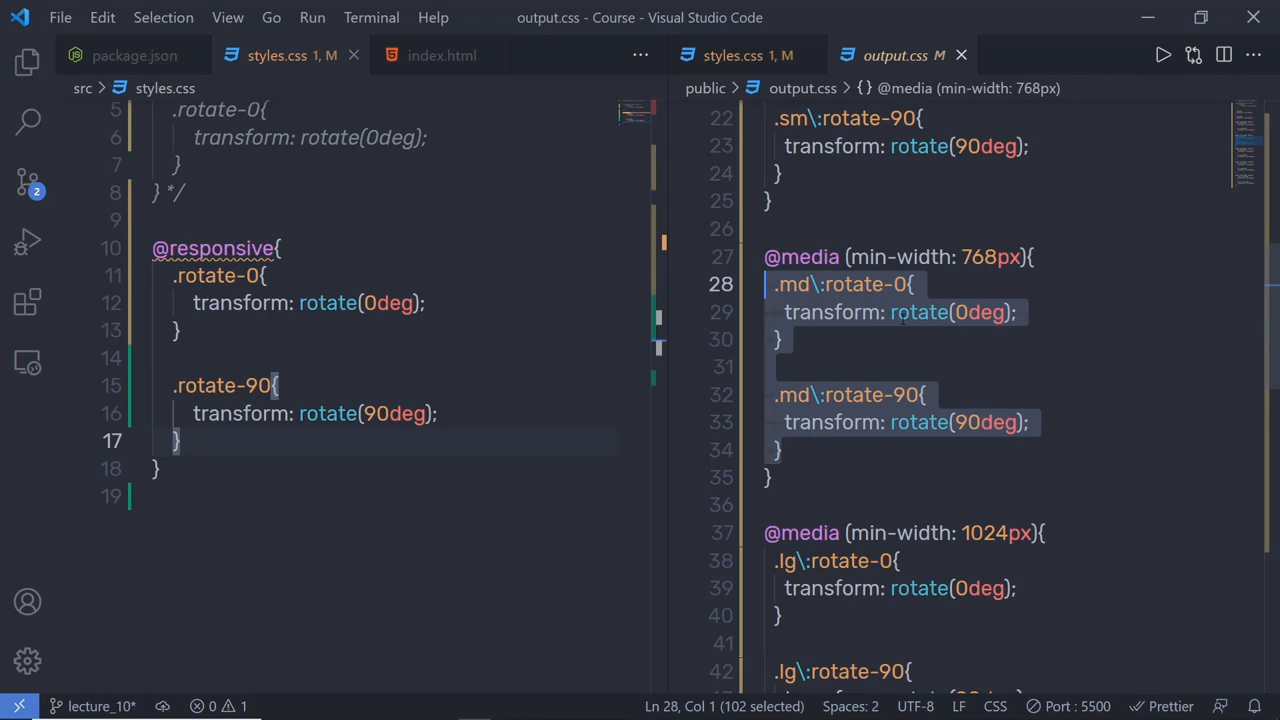 File Edit Selection View Go Run Terminal Help output.css - Course - Visual Studio Code
package.json styles.css 1, M index.html styles.css 1, M output.css M
src > styles.css
5 .rotate-0{
6 transform: rotate(0deg);
7 }
8 } */
9
10 @responsive{
11 .rotate-0{
12 transform: rotate(0deg);
13 }
14
15 .rotate-90{
16 transform: rotate(90deg);
17 }
18 }
19
public > output.css > {} @media (min-width: 768px)
22 .sm\:rotate-90{
23 transform: rotate(90deg);
24 }
25 }
26
27 @media (min-width: 768px){
28 .md\:rotate-0{
29 transform: rotate(0deg);
30 }
31
32 .md\:rotate-90{
33 transform: rotate(90deg);
34 }
35 }
36
37 @media (min-width: 1024px){
38 .lg\:rotate-0{
39 transform: rotate(0deg);
40 }
41
42 .lg\:rotate-90{
2
lecture_10* 0 1 Ln 28, Col 1 (102 selected) Spaces: 2 UTF-8 LF CSS Port : 5500 Prettier